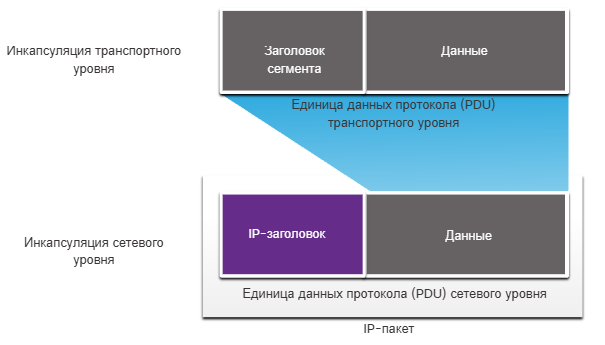 Инкапсуляция транспортного
уровня
Заголовок
сегмента
Данные
Единица данных протокола (PDU)
транспортного уровня
Инкапсуляция сетевого
уровня
IP-заголовок
Данные
Единица данных протокола (PDU) сетевого уровня
IP-пакет